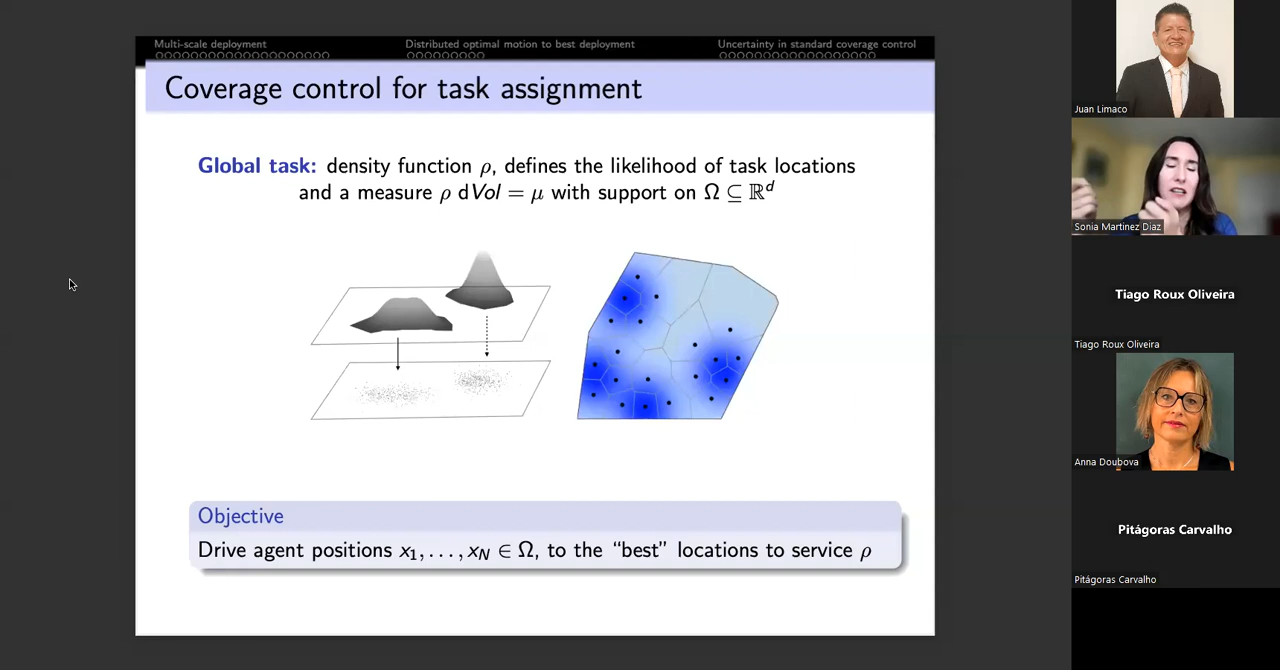 Multi-scale deployment
Distributed optimal motion to best deployment
Uncertainty in standard coverage control
Coverage control for task assignment
Global task: density function ρ, defines the likelihood of task locations
and a measure ρ dVol = μ with support on Ω ⊆ ℝᵈ
Objective
Drive agent positions x₁, . . . , x_N ∈ Ω, to the “best” locations to service ρ
Juan Limaco
Sonia Martinez Diaz
Tiago Roux Oliveira
Tiago Roux Oliveira
Anna Doubova
Pitágoras Carvalho
Pitágoras Carvalho